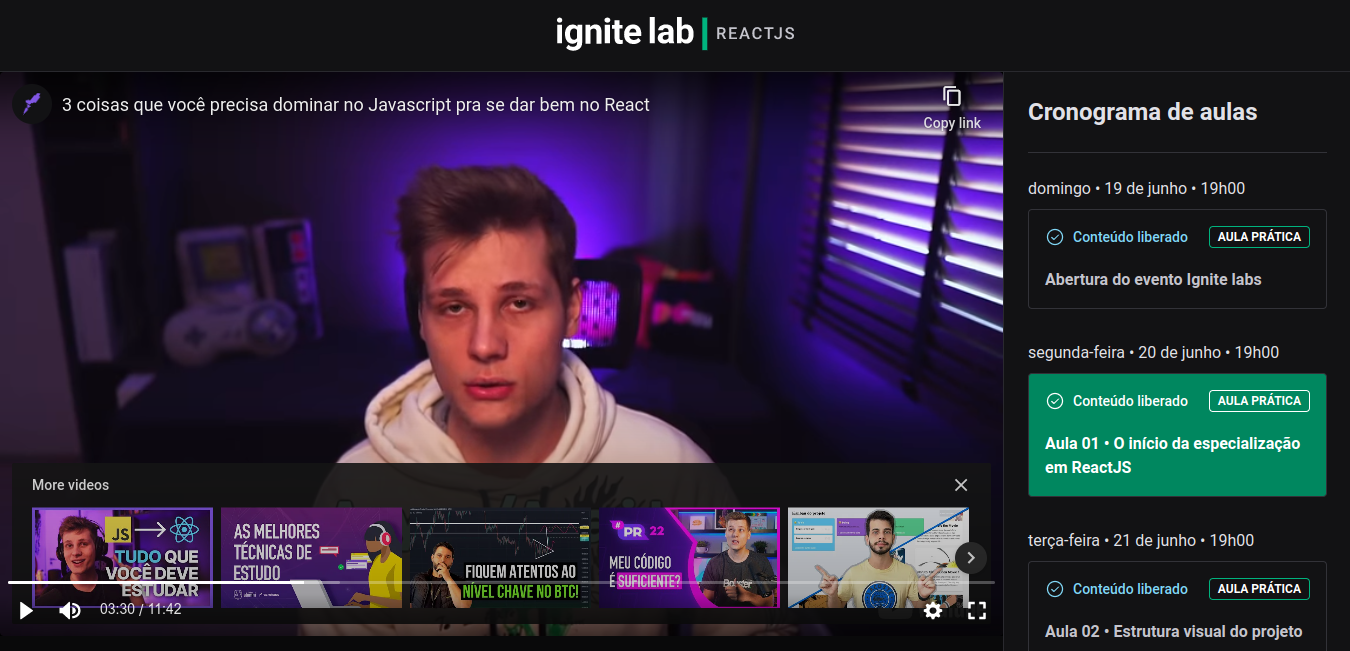 ignite lab | REACTJS
3 coisas que você precisa dominar no Javascript pra se dar bem no React
Copy link
More videos
JS
TUDO QUE
VOCÊ DEVE
ESTUDAR
AS MELHORES
TÉCNICAS DE
ESTUDO
FIQUEM ATENTOS AO
NÍVEL CHAVE NO BTC!
PR 22
MEU CÓDIGO
É SUFICIENTE?
03:30 / 11:42
Cronograma de aulas
domingo • 19 de junho • 19h00
Conteúdo liberado
AULA PRÁTICA
Abertura do evento Ignite labs
segunda-feira • 20 de junho • 19h00
Conteúdo liberado
AULA PRÁTICA
Aula 01 • O início da especialização
em ReactJS
terça-feira • 21 de junho • 19h00
Conteúdo liberado
AULA PRÁTICA
Aula 02 • Estrutura visual do projeto